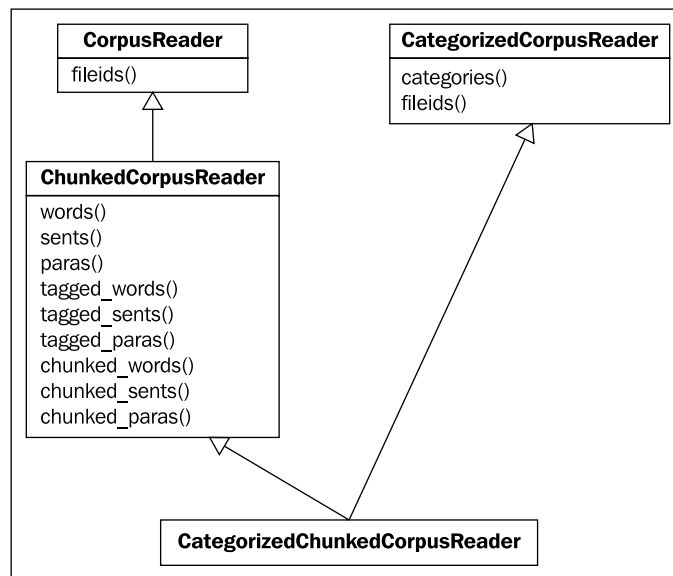 CorpusReader
fileids()
CategorizedCorpusReader
categories()
fileids()
ChunkedCorpusReader
words()
sents()
paras()
tagged_words()
tagged_sents()
tagged_paras()
chunked_words()
chunked_sents()
chunked_paras()
CategorizedChunkedCorpusReader